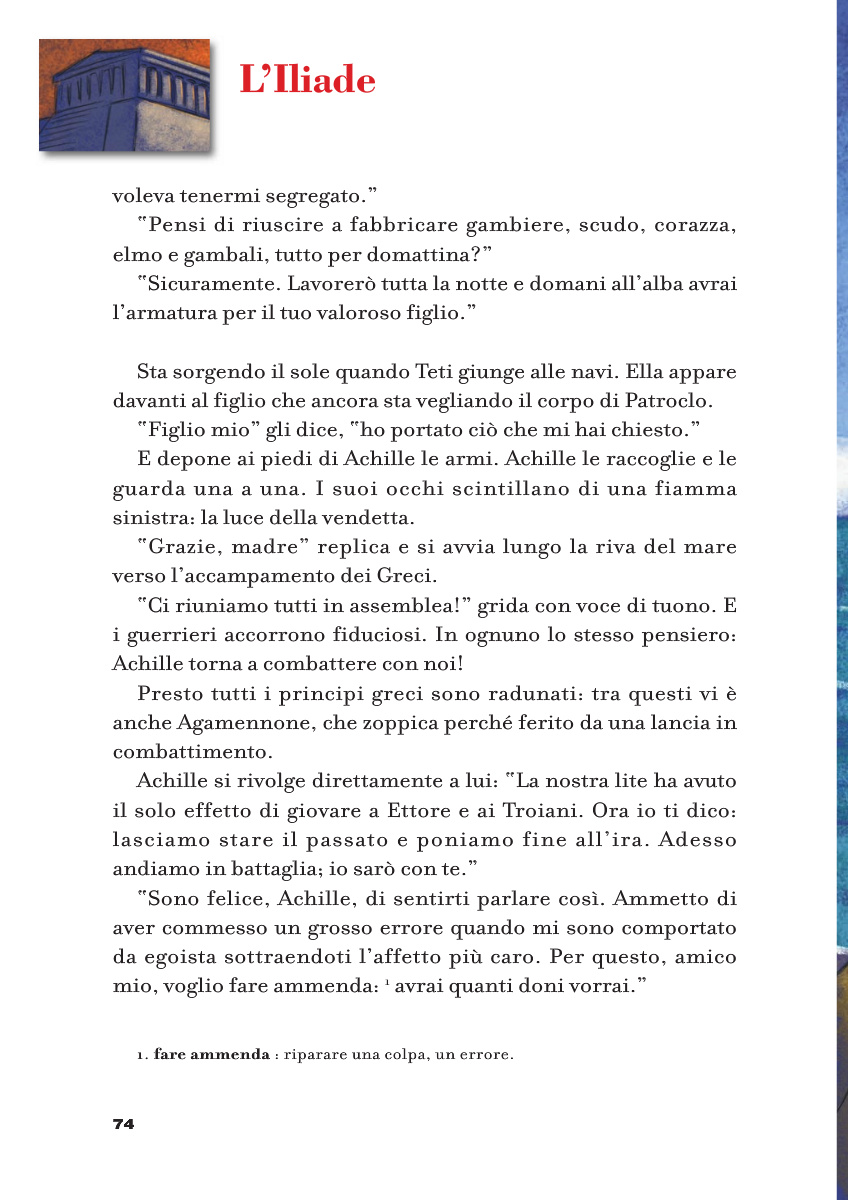 L’Iliade
voleva tenermi segregato.”
“Pensi di riuscire a fabbricare gambiere, scudo, corazza,
elmo e gambali, tutto per domattina?”
“Sicuramente. Lavorerò tutta la notte e domani all’alba avrai
l’armatura per il tuo valoroso figlio.”
Sta sorgendo il sole quando Teti giunge alle navi. Ella appare
davanti al figlio che ancora sta vegliando il corpo di Patroclo.
“Figlio mio” gli dice, “ho portato ciò che mi hai chiesto.”
E depone ai piedi di Achille le armi. Achille le raccoglie e le
guarda una a una. I suoi occhi scintillano di una fiamma
sinistra: la luce della vendetta.
“Grazie, madre” replica e si avvia lungo la riva del mare
verso l’accampamento dei Greci.
“Ci riuniamo tutti in assemblea!” grida con voce di tuono. E
i guerrieri accorrono fiduciosi. In ognuno lo stesso pensiero:
Achille torna a combattere con noi!
Presto tutti i principi greci sono radunati: tra questi vi è
anche Agamennone, che zoppica perché ferito da una lancia in
combattimento.
Achille si rivolge direttamente a lui: “La nostra lite ha avuto
il solo effetto di giovare a Ettore e ai Troiani. Ora io ti dico:
lasciamo stare il passato e poniamo fine all’ira. Adesso
andiamo in battaglia; io sarò con te.”
“Sono felice, Achille, di sentirti parlare così. Ammetto di
aver commesso un grosso errore quando mi sono comportato
da egoista sottraendoti l’affetto più caro. Per questo, amico
mio, voglio fare ammenda: ¹ avrai quanti doni vorrai.”
1. fare ammenda : riparare una colpa, un errore.
74